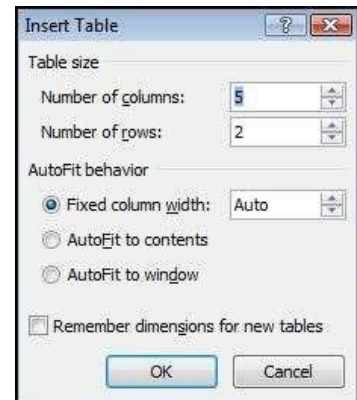 Insert Table
Table size
Number of columns: 5
Number of rows: 2
AutoFit behavior
Fixed column width: Auto
AutoFit to contents
AutoFit to window
Remember dimensions for new tables
OK Cancel